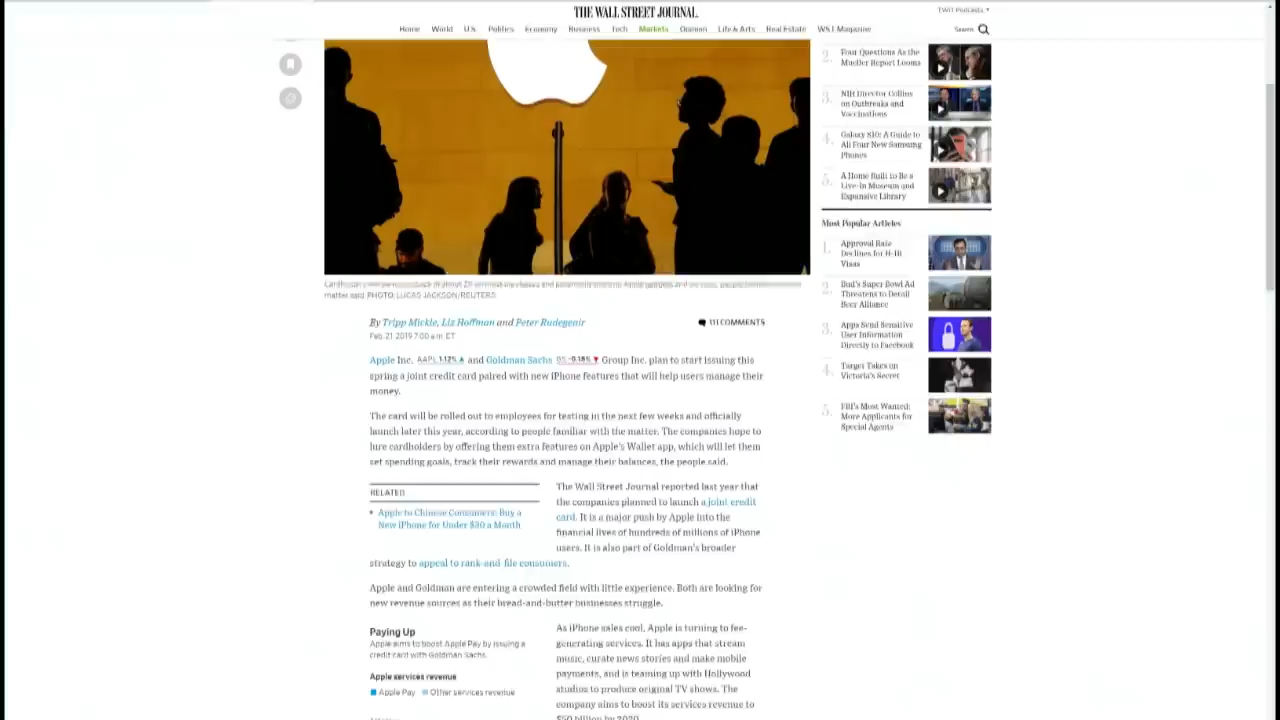 THE WALL STREET JOURNAL.
TWiT Podcasts
Home World U.S. Politics Economy Business Tech Markets Opinion Life & Arts Real Estate WSJ. Magazine
Search
2. Four Questions As the
Mueller Report Looms
3. NIH Director Collins
on Outbreaks and
Vaccinations
4. Galaxy S10: A Guide to
All Four New Samsung
Phones
5. A Home Built to Be a
Live-In Museum and
Expansive Library
Most Popular Articles
1. Approval Rate
Declines for H-1B
Visas
2. Bud's Super Bowl Ad
Threatens to Derail
Beer Alliance
3. Apps Send Sensitive
User Information
Directly to Facebook
4. Target Takes on
Victoria's Secret
5. FBI's Most Wanted:
More Applicants for
Special Agents
matter said. PHOTO: LUCAS JACKSON/REUTERS
By Tripp Mickle, Liz Hoffman and Peter Rudegeair
111 COMMENTS
Feb. 21, 2019 7:00 a.m. ET
Apple Inc. AAPL 1.12% ▲ and Goldman Sachs GS -0.18% ▼ Group Inc. plan to start issuing this
spring a joint credit card paired with new iPhone features that will help users manage their
money.
The card will be rolled out to employees for testing in the next few weeks and officially
launch later this year, according to people familiar with the matter. The companies hope to
lure cardholders by offering them extra features on Apple's Wallet app, which will let them
set spending goals, track their rewards and manage their balances, the people said.
RELATED
• Apple to Chinese Consumers: Buy a
New iPhone for Under $30 a Month
The Wall Street Journal reported last year that
the companies planned to launch a joint credit
card. It is a major push by Apple into the
financial lives of hundreds of millions of iPhone
users. It is also part of Goldman's broader
strategy to appeal to rank-and-file consumers.
Apple and Goldman are entering a crowded field with little experience. Both are looking for
new revenue sources as their bread-and-butter businesses struggle.
Paying Up
Apple aims to boost Apple Pay by issuing a
credit card with Goldman Sachs.
Apple services revenue
Apple Pay Other services revenue
As iPhone sales cool, Apple is turning to fee-
generating services. It has apps that stream
music, curate news stories and make mobile
payments, and is teaming up with Hollywood
studios to produce original TV shows. The
company aims to boost its services revenue to
$50 billion by 2020.